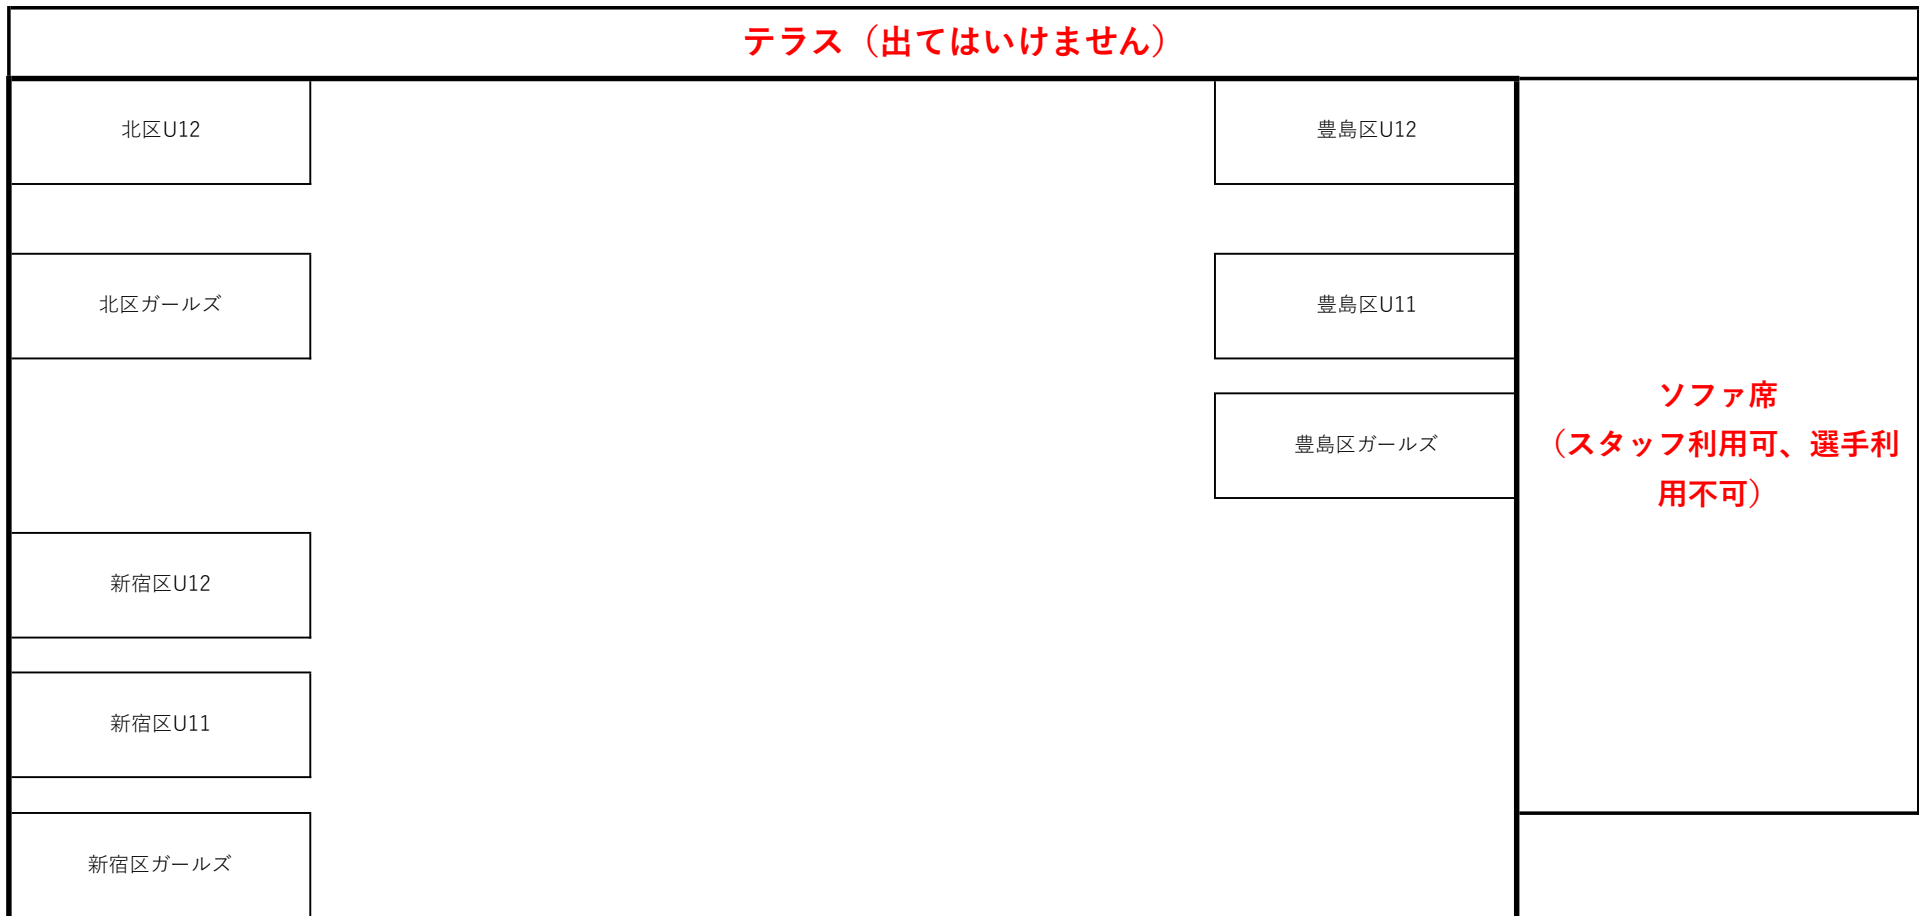 テラス（出てはいけません）
北区U12
豊島区U12
北区ガールズ
豊島区U11
ソファ席
（スタッフ利用可、選手利
用不可）
豊島区ガールズ
新宿区U12
新宿区U11
新宿区ガールズ